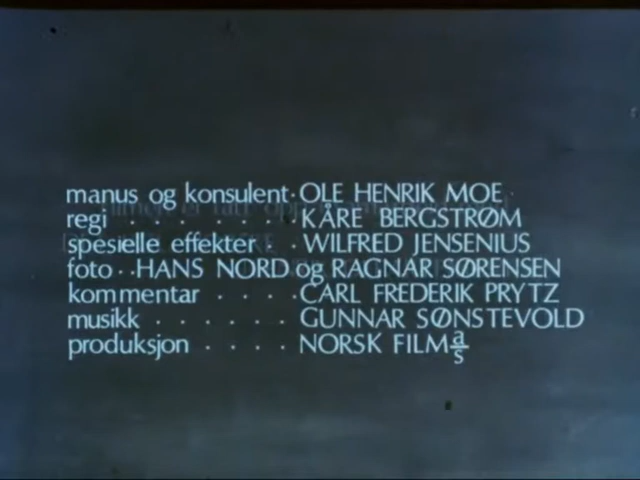 manus og konsulent · OLE HENRIK MOE
regi . . . . . . . KÅRE BERGSTRØM
spesielle effekter . . WILFRED JENSENIUS
foto . . HANS NORD og RAGNAR SØRENSEN
kommentar . . . . CARL FREDERIK PRYTZ
musikk . . . . . . GUNNAR SØNSTEVOLD
produksjon . . . . NORSK FILM a/s